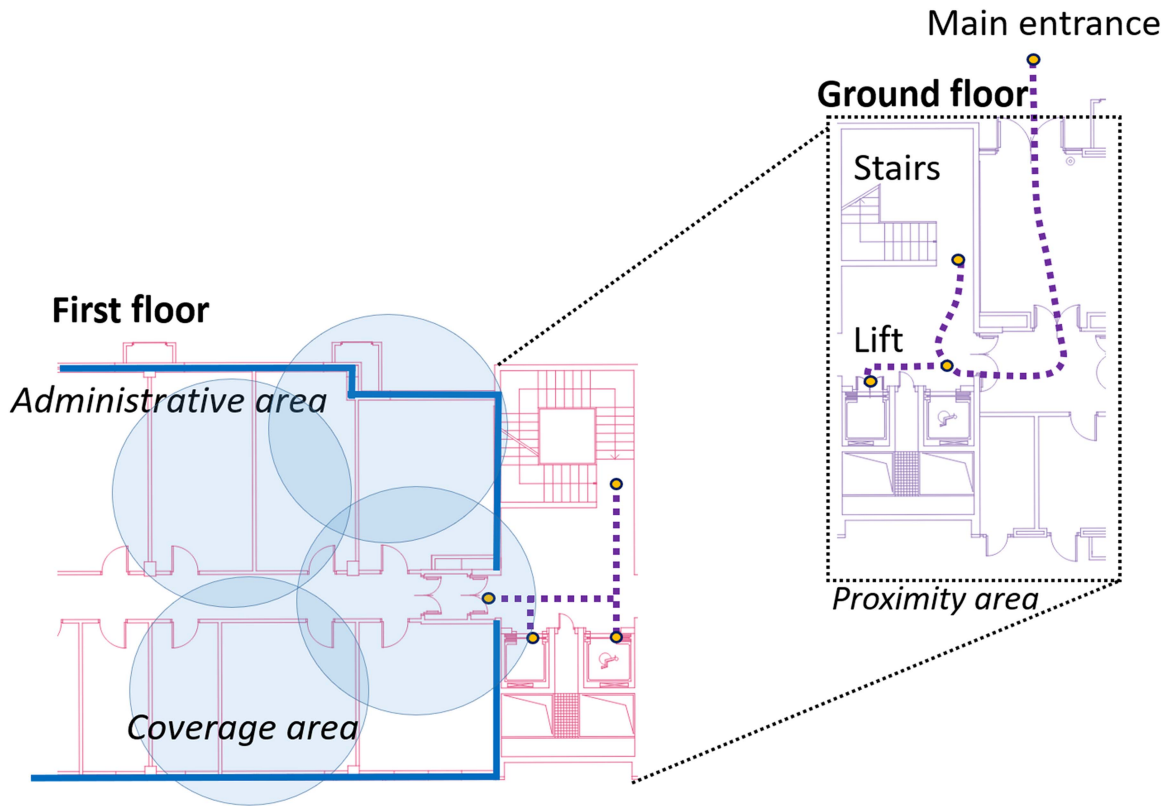 Main entrance
Ground floor
Stairs
Lift
Proximity area
First floor
Administrative area
Coverage area